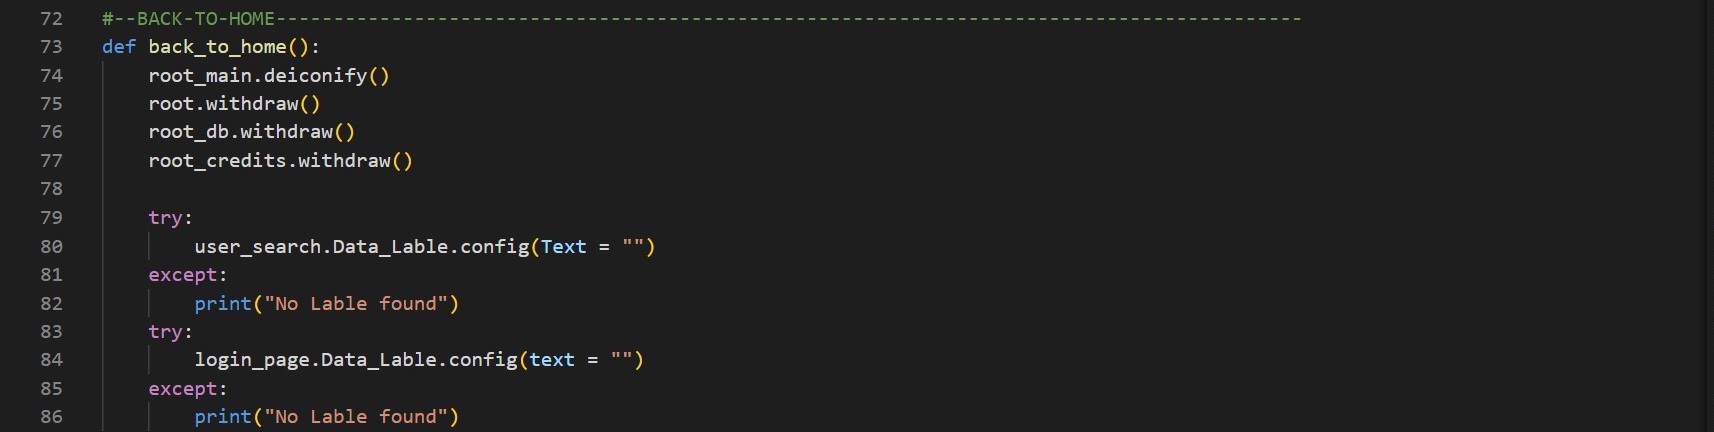 72 #--BACK-TO-HOME-----------------------------------------------------------------------------------------
73 def back_to_home():
74     root_main.deiconify()
75     root.withdraw()
76     root_db.withdraw()
77     root_credits.withdraw()
78
79     try:
80         user_search.Data_Lable.config(Text = "")
81     except:
82         print("No Lable found")
83     try:
84         login_page.Data_Lable.config(text = "")
85     except:
86         print("No Lable found")